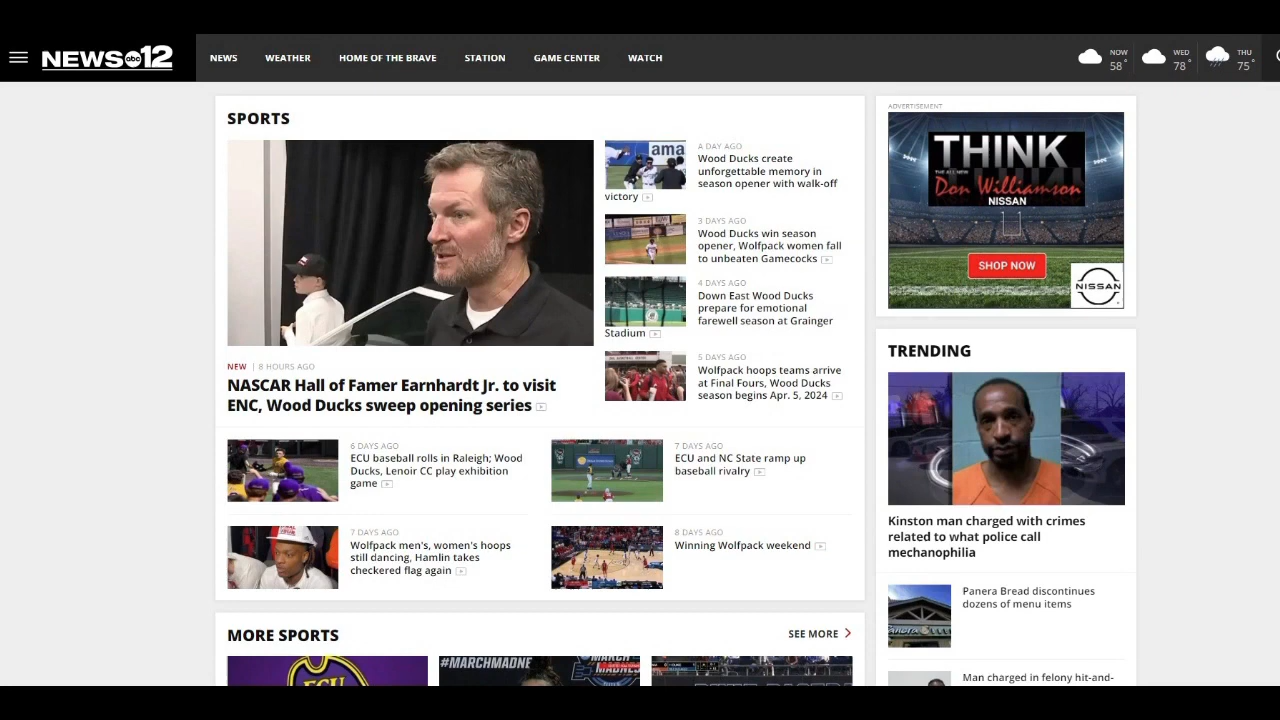 NEWS abc 12
NEWS
WEATHER
HOME OF THE BRAVE
STATION
GAME CENTER
WATCH
NOW
58°
WED
78°
THU
75°
SPORTS
NEW | 8 HOURS AGO
NASCAR Hall of Famer Earnhardt Jr. to visit
ENC, Wood Ducks sweep opening series
ama
A DAY AGO
Wood Ducks create
unforgettable memory in
season opener with walk-off
victory
3 DAYS AGO
Wood Ducks win season
opener, Wolfpack women fall
to unbeaten Gamecocks
4 DAYS AGO
Down East Wood Ducks
prepare for emotional
farewell season at Grainger
Stadium
5 DAYS AGO
Wolfpack hoops teams arrive
at Final Fours, Wood Ducks
season begins Apr. 5, 2024
6 DAYS AGO
ECU baseball rolls in Raleigh; Wood
Ducks, Lenoir CC play exhibition
game
7 DAYS AGO
ECU and NC State ramp up
baseball rivalry
7 DAYS AGO
Wolfpack men's, women's hoops
still dancing, Hamlin takes
checkered flag again
8 DAYS AGO
Winning Wolfpack weekend
MORE SPORTS
SEE MORE
ECU
#MARCHMADNE
MARCH
MADNESS
ADVERTISEMENT
THINK
THE ALL NEW
Don Williamson
NISSAN
SHOP NOW
NISSAN
TRENDING
Kinston man charged with crimes
related to what police call
mechanophilia
Panera Bread discontinues
dozens of menu items
Man charged in felony hit-and-